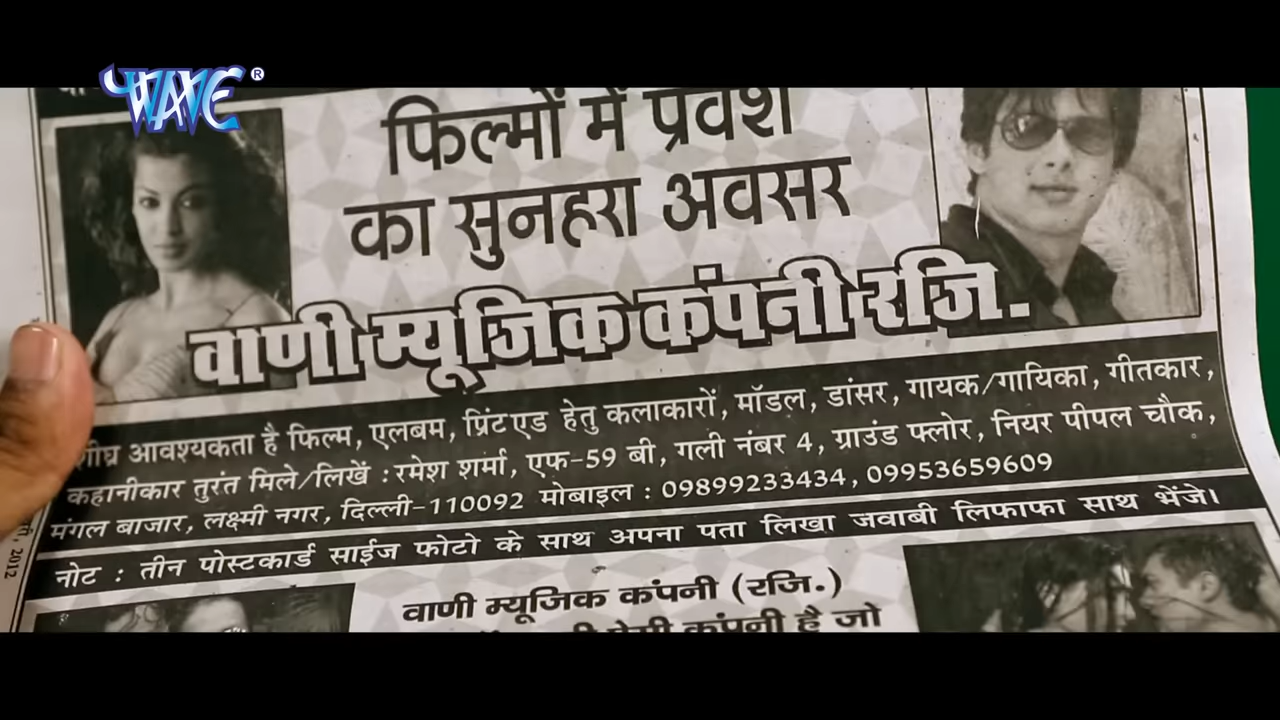 WAVE®
फिल्मों में प्रवेश
का सुनहरा अवसर
वाणी म्यूजिक कंपनी रजि.
शीघ्र आवश्यकता है फिल्म, एलबम, प्रिंट एड हेतु कलाकारों, मॉडल, डांसर, गायक/गायिका, गीतकार,
कहानीकार तुरंत मिले/लिखें : रमेश शर्मा, एफ-59 बी, गली नंबर 4, ग्राउंड फ्लोर, नियर पीपल चौक,
मंगल बाजार, लक्ष्मी नगर, दिल्ली-110092 मोबाइल : 09899233434, 09953659609
नोट : तीन पोस्टकार्ड साईज फोटो के साथ अपना पता लिखा जवाबी लिफाफा साथ भेंजे।
वाणी म्यूजिक कंपनी (रजि.)
कंपनी है जो
2012